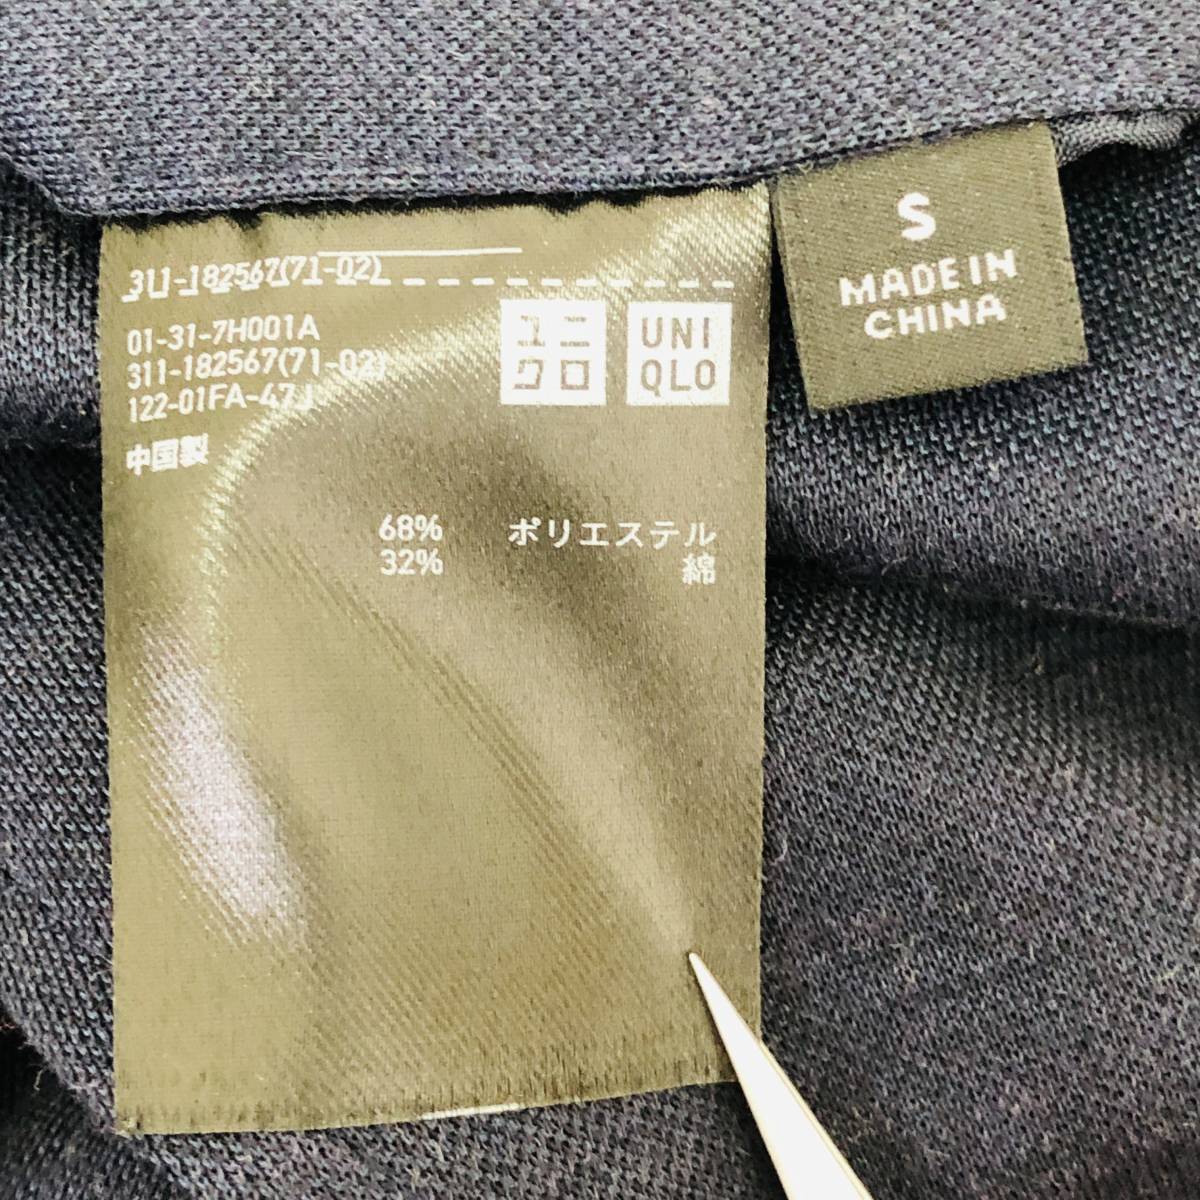 311-182567(71-02)
01-31-7H001A
311-182567(71-02)
122-01FA-47J
中国製
ユニ
クロ
UNI
QLO
68% ポリエステル
32% 綿
S
MADE IN
CHINA